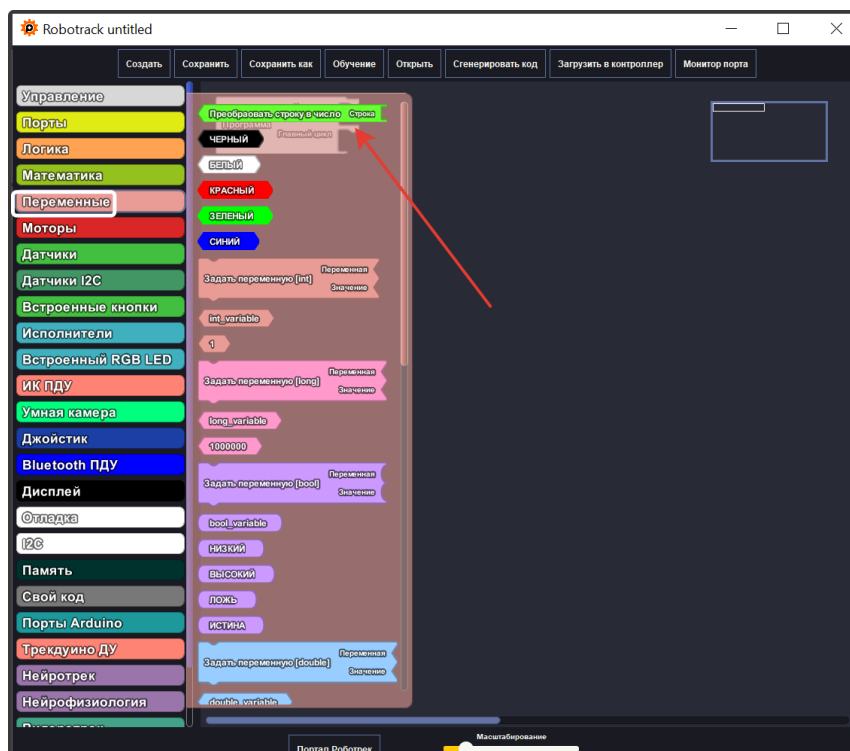 Robotrack untitled
Создать Сохранить Сохранить как Обучение Открыть Сгенерировать код Загрузить в контроллер Монитор порта
Управление
Порты
Логика
Математика
Переменные
Моторы
Датчики
Датчики I2C
Встроенные кнопки
Исполнители
Встроенный RGB LED
ИК ПДУ
Умная камера
Джойстик
Bluetooth ПДУ
Дисплей
Отладка
I2C
Память
Свой код
Порты Arduino
Трекдуино ДУ
Нейротрек
Нейрофизиология
Преобраовать строку в число Строка
Программа
Главный цикл
ЧЕРНЫЙ
БЕЛЫЙ
КРАСНЫЙ
ЗЕЛЕНЫЙ
СИНИЙ
Задать переменную [int] Переменная
Значение
int_variable
1
Задать переменную [long] Переменная
Значение
long_variable
1000000
Задать переменную [bool] Переменная
Значение
bool_variable
НИЗКИЙ
ВЫСОКИЙ
ЛОЖЬ
ИСТИНА
Задать переменную [double] Переменная
Значение
double_variable
Портал Роботрек
Масштабирование